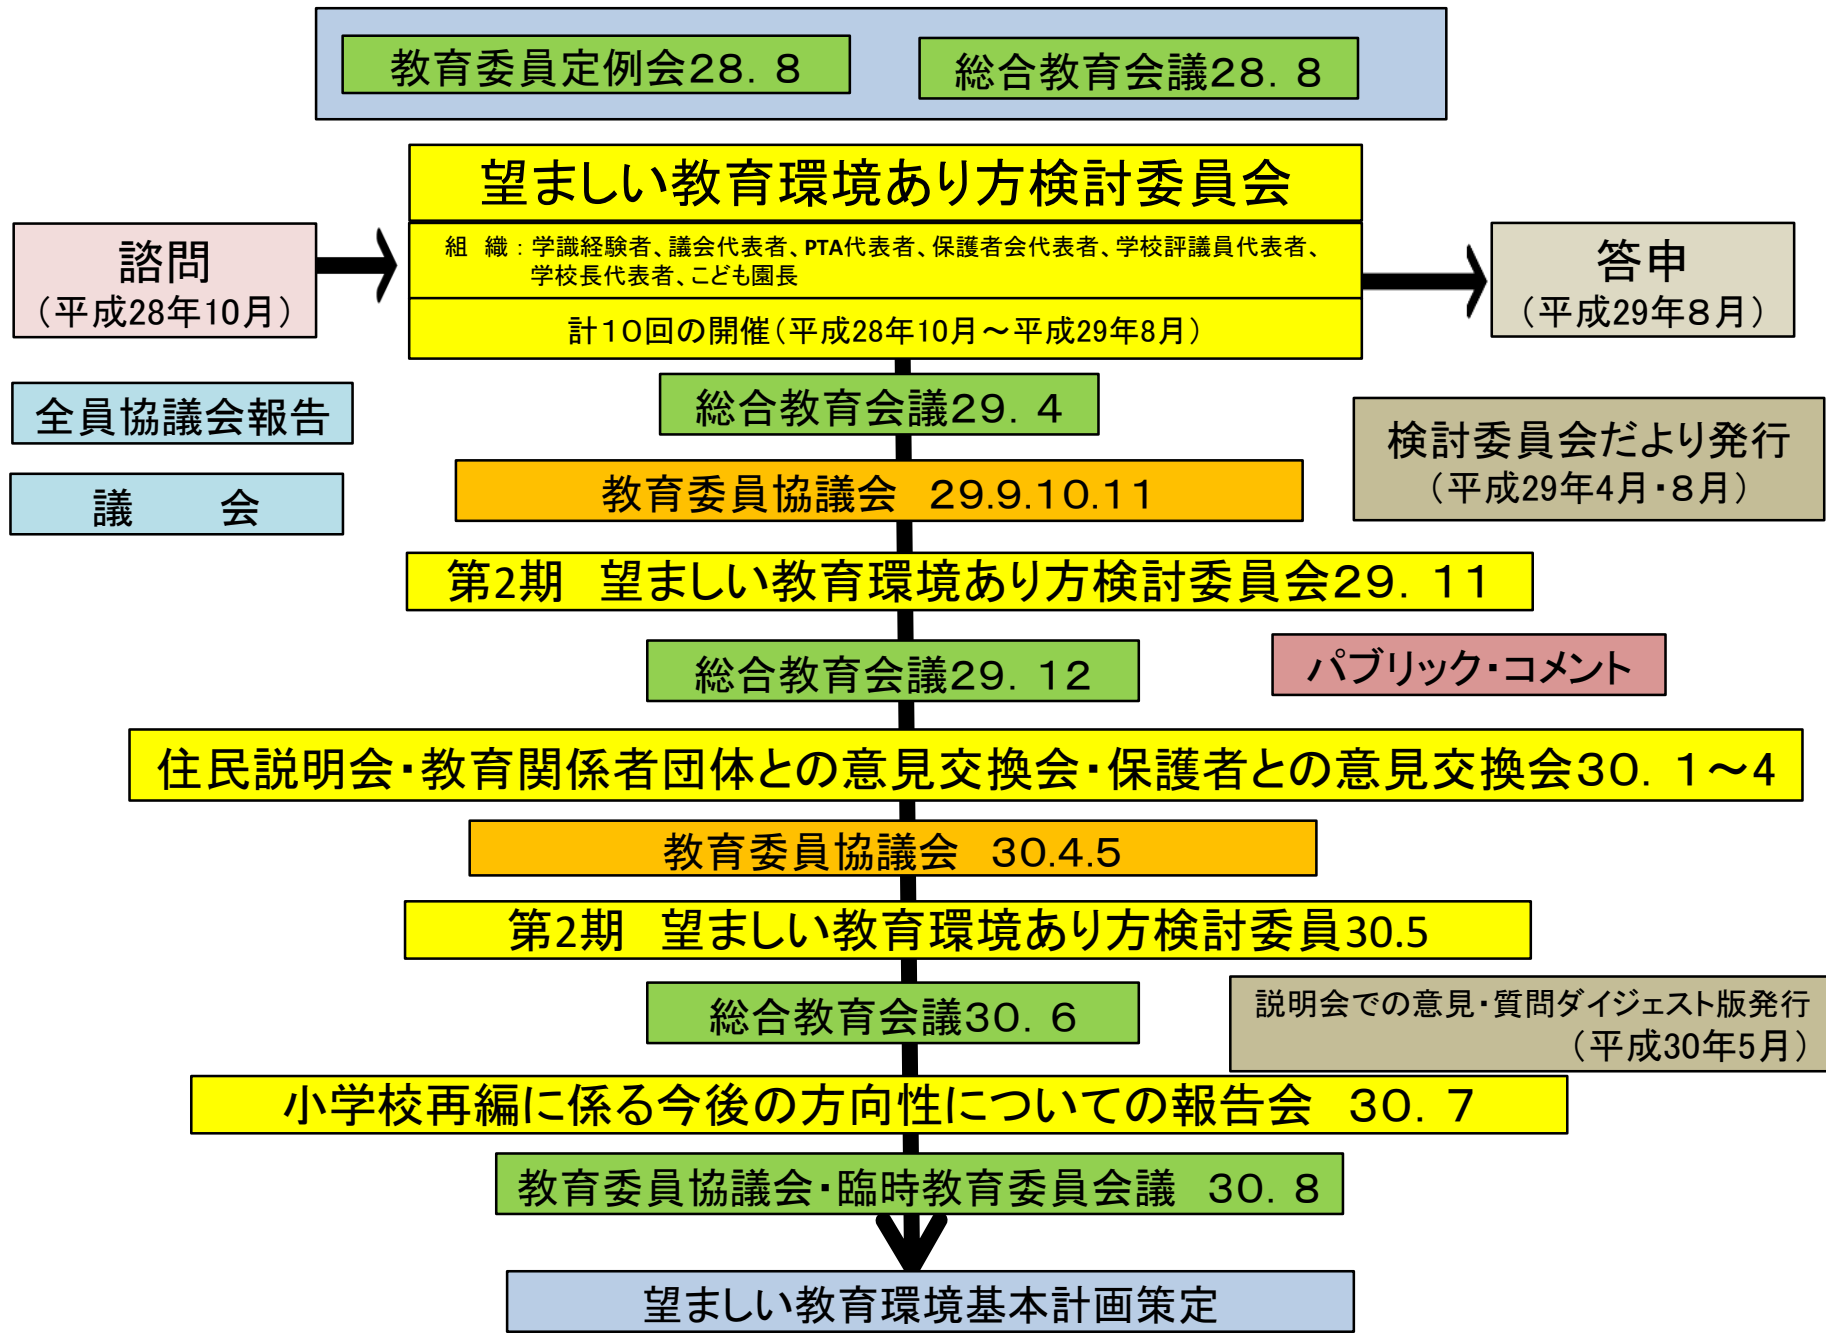 教育委員定例会２８．８
総合教育会議２８．８
望ましい教育環境あり方検討委員会
諮問
（平成28年10月）
組　織：学識経験者、議会代表者、PTA代表者、保護者会代表者、学校評議員代表者、
学校長代表者、こども園長
計１０回の開催（平成28年10月～平成29年8月）
答申
（平成29年８月）
全員協議会報告
議　　会
総合教育会議２９．４
教育委員協議会　29.9.10.11
検討委員会だより発行
（平成29年4月・８月）
第2期　望ましい教育環境あり方検討委員会２９．１１
総合教育会議２９．１２
パブリック・コメント
住民説明会・教育関係者団体との意見交換会・保護者との意見交換会３０．１～４
教育委員協議会　30.4.5
第2期　望ましい教育環境あり方検討委員30.5
総合教育会議３０．６
説明会での意見・質問ダイジェスト版発行
（平成30年5月）
小学校再編に係る今後の方向性についての報告会　３０．７
教育委員協議会・臨時教育委員会議　３０．８
望ましい教育環境基本計画策定